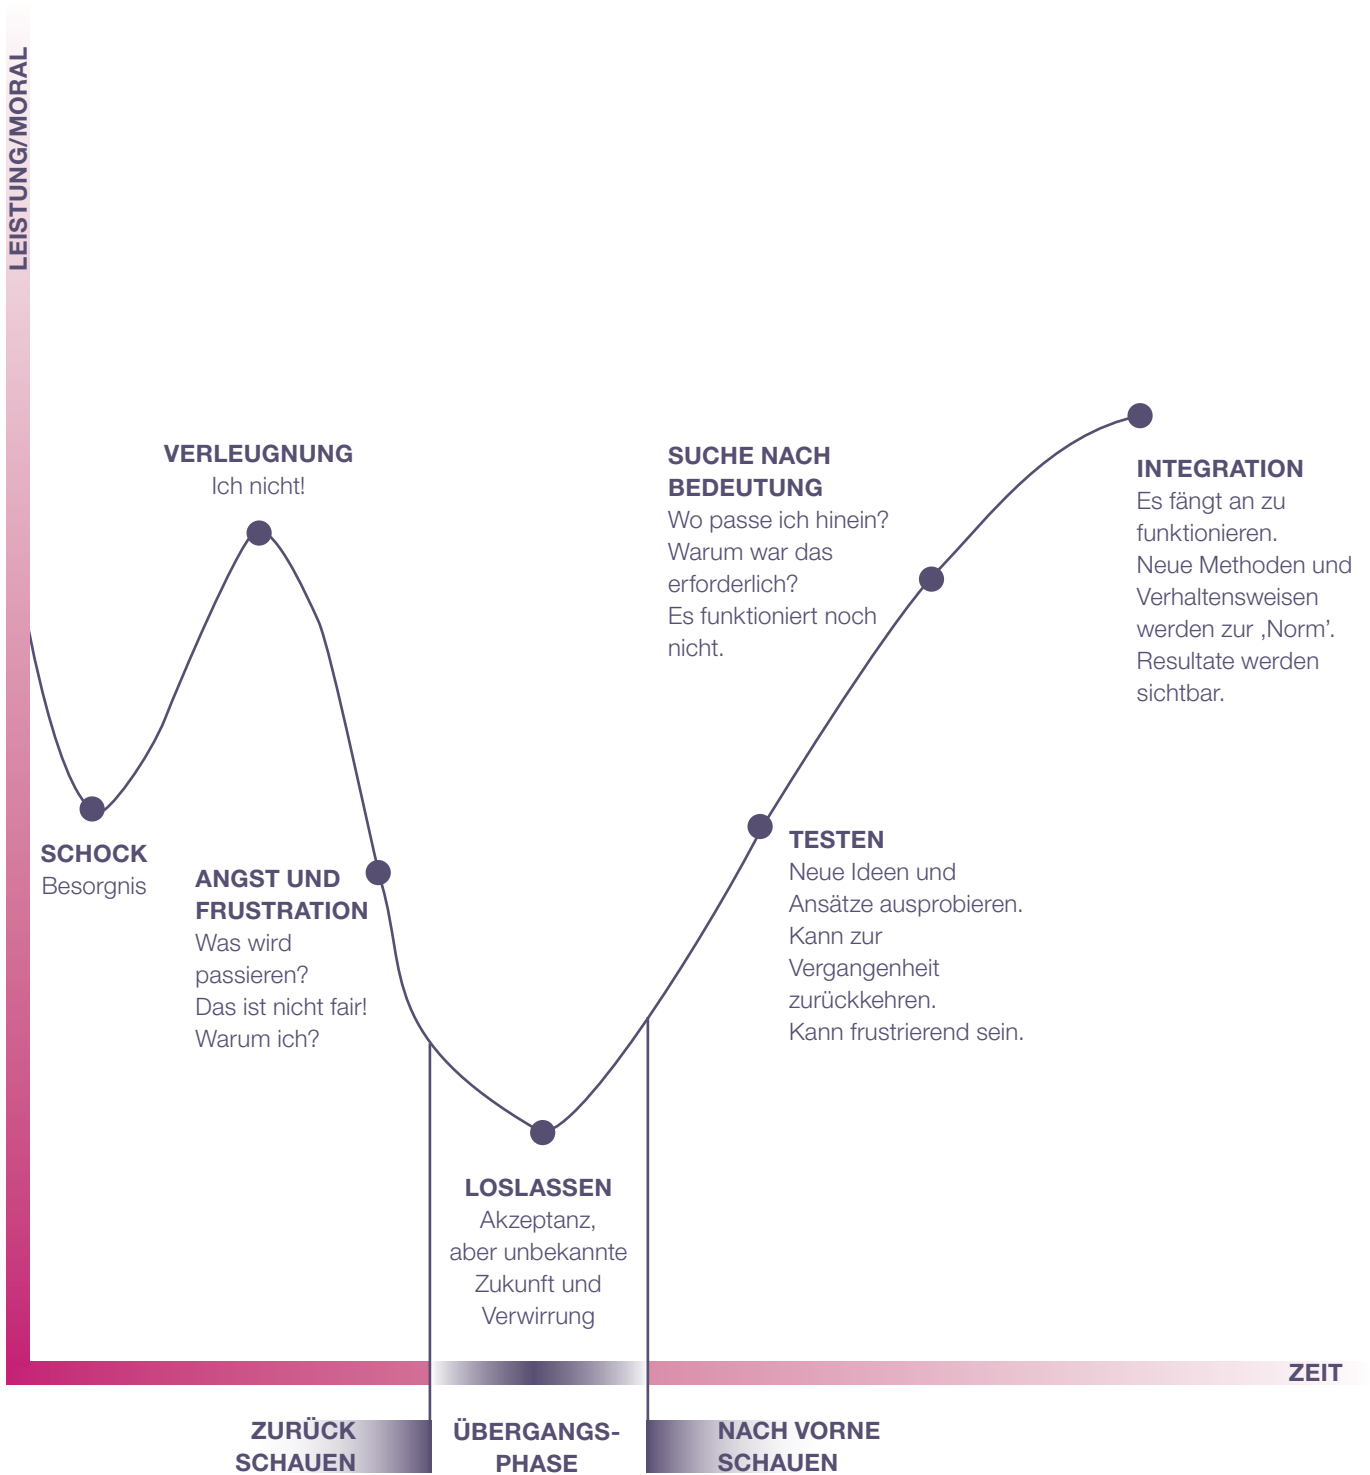 LEISTUNG/MORAL
VERLEUGNUNG
Ich nicht!
SCHOCK
Besorgnis
ANGST UND
FRUSTRATION
Was wird
passieren?
Das ist nicht fair!
Warum ich?
LOSLASSEN
Akzeptanz,
aber unbekannte
Zukunft und
Verwirrung
SUCHE NACH
BEDEUTUNG
Wo passe ich hinein?
Warum war das
erforderlich?
Es funktioniert noch
nicht.
TESTEN
Neue Ideen und
Ansätze ausprobieren.
Kann zur
Vergangenheit
zurückkehren.
Kann frustrierend sein.
INTEGRATION
Es fängt an zu
funktionieren.
Neue Methoden und
Verhaltensweisen
werden zur ‚Norm’.
Resultate werden
sichtbar.
ZEIT
ZURÜCK
SCHAUEN
ÜBERGANGS-
PHASE
NACH VORNE
SCHAUEN